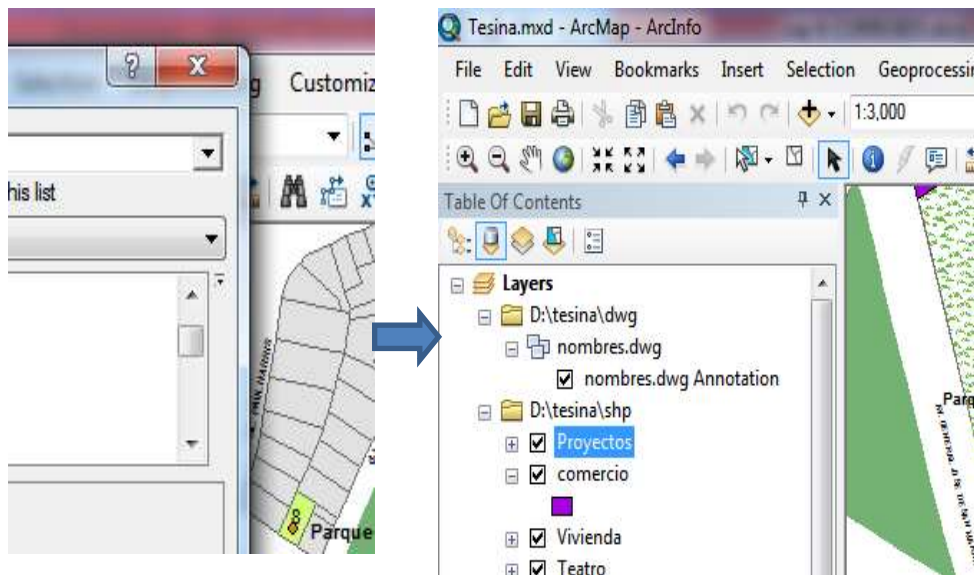 g Customiz
his list
Parque
Tesina.mxd - ArcMap - ArcInfo
File Edit View Bookmarks Insert Selection Geoprocessin
1:3,000
Table Of Contents
Layers
D:\tesina\dwg
nombres.dwg
nombres.dwg Annotation
D:\tesina\shp
Proyectos
comercio
Vivienda
Teatro
Parq